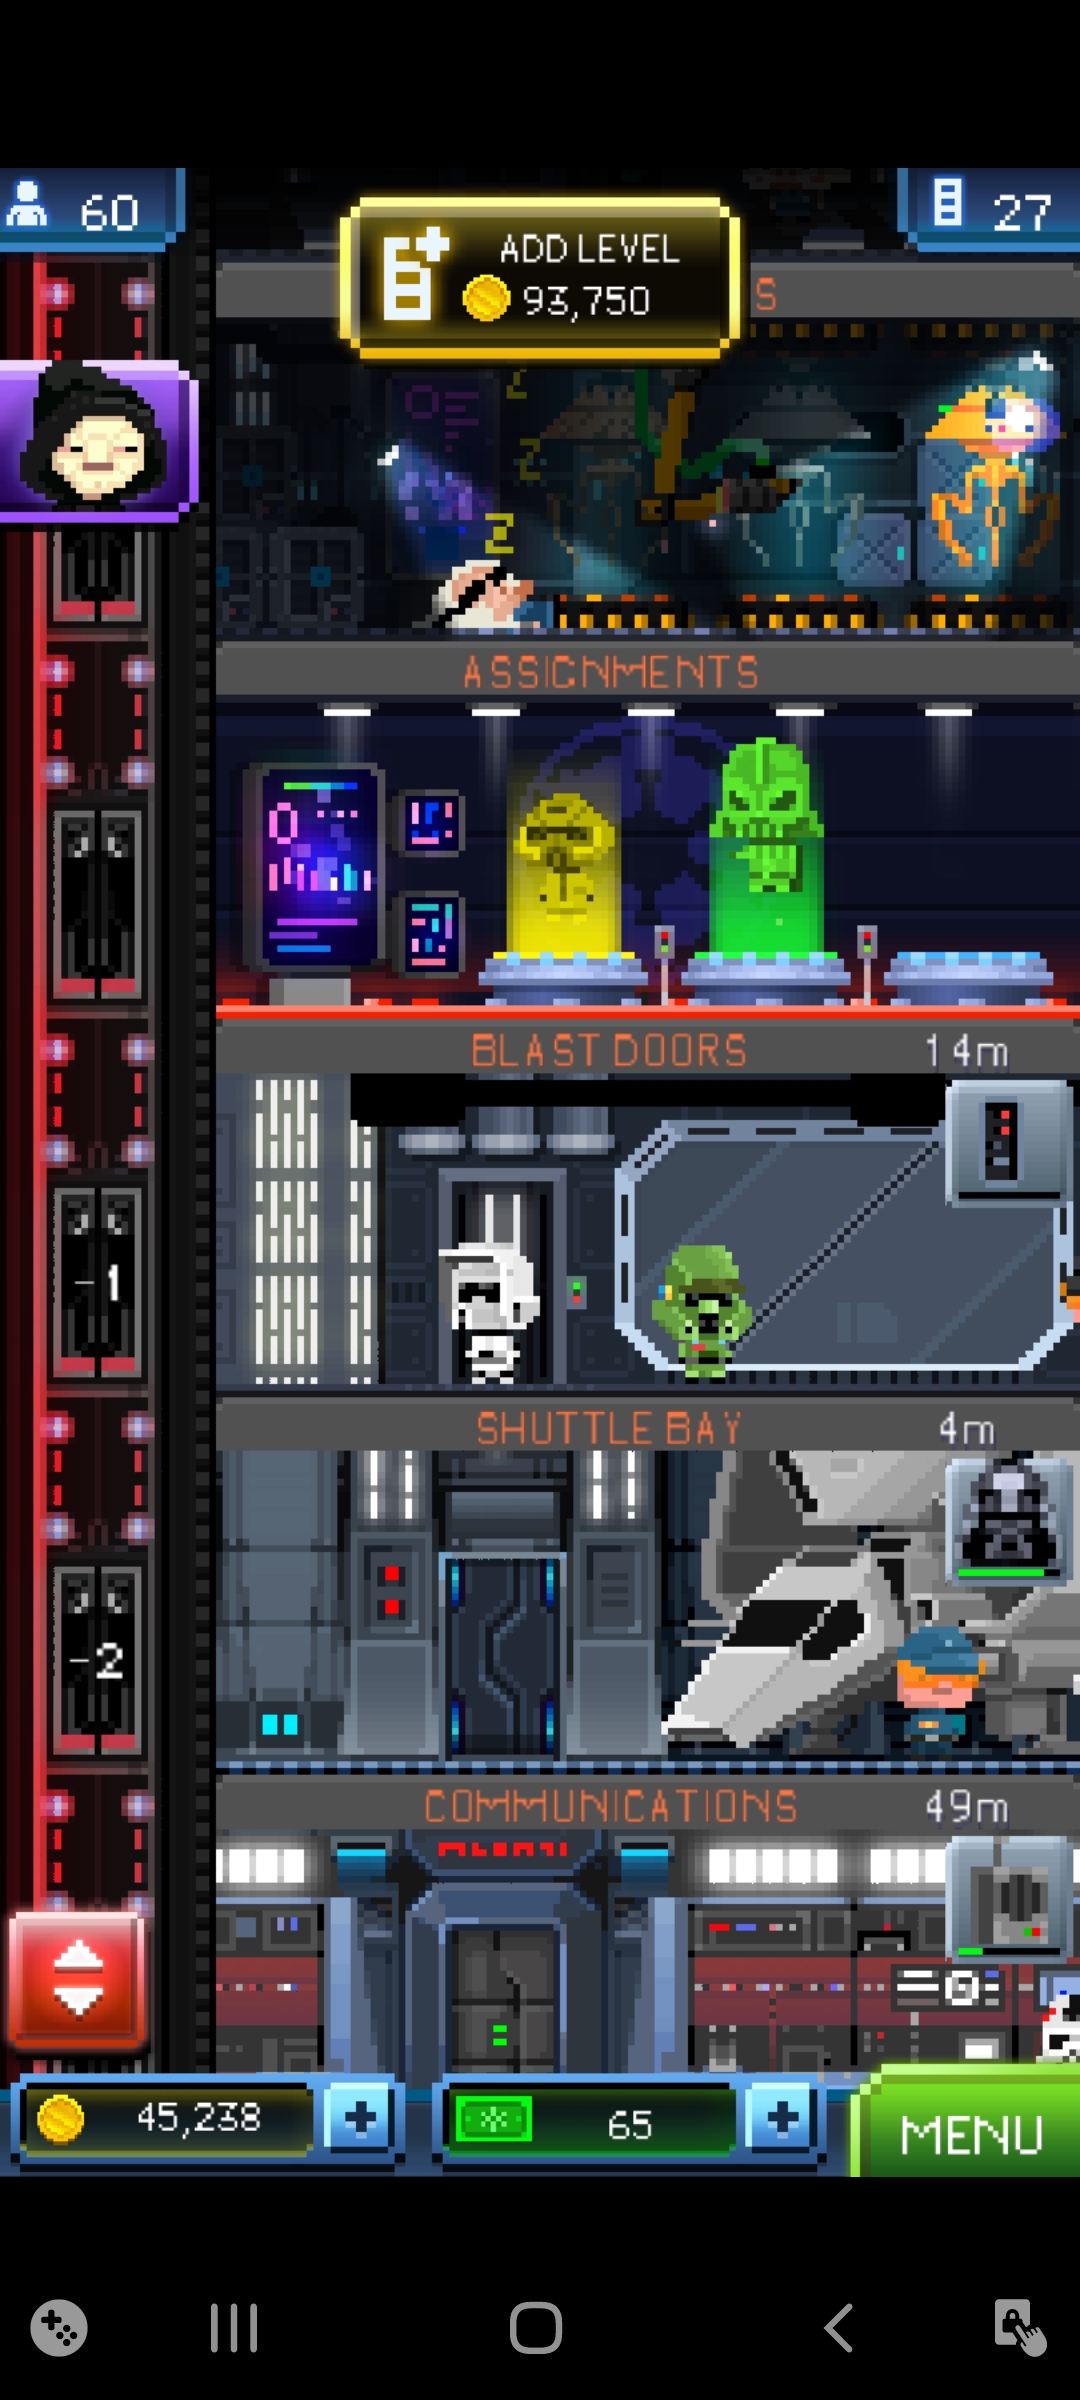 60
27
ADD LEVEL
93,750
S
Z
Z
Z
ASSIGNMENTS
BLAST DOORS 14m
-1
SHUTTLE BAY 4m
-2
COMMUNICATIONS 49m
45,238
65
MENU